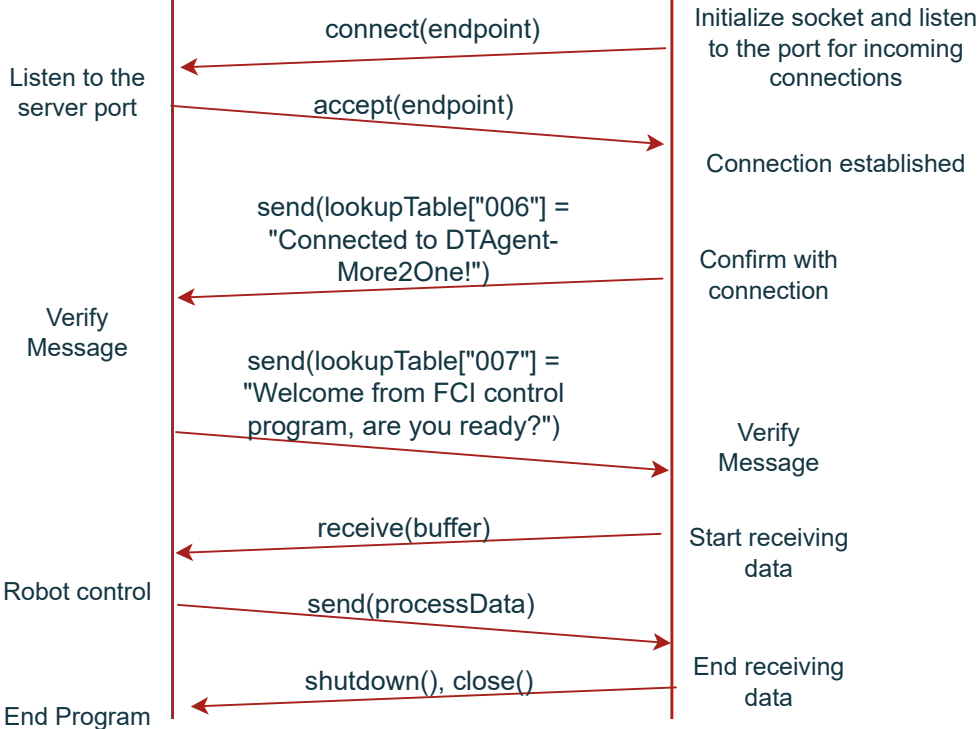 connect(endpoint)
Initialize socket and listen
to the port for incoming
connections
Listen to the
server port
accept(endpoint)
Connection established
send(lookupTable["006"] =
"Connected to DTAgent-
More2One!")
Confirm with
connection
Verify
Message
send(lookupTable["007"] =
"Welcome from FCI control
program, are you ready?")
Verify
Message
receive(buffer)
Start receiving
data
Robot control
send(processData)
End receiving
data
shutdown(), close()
End Program